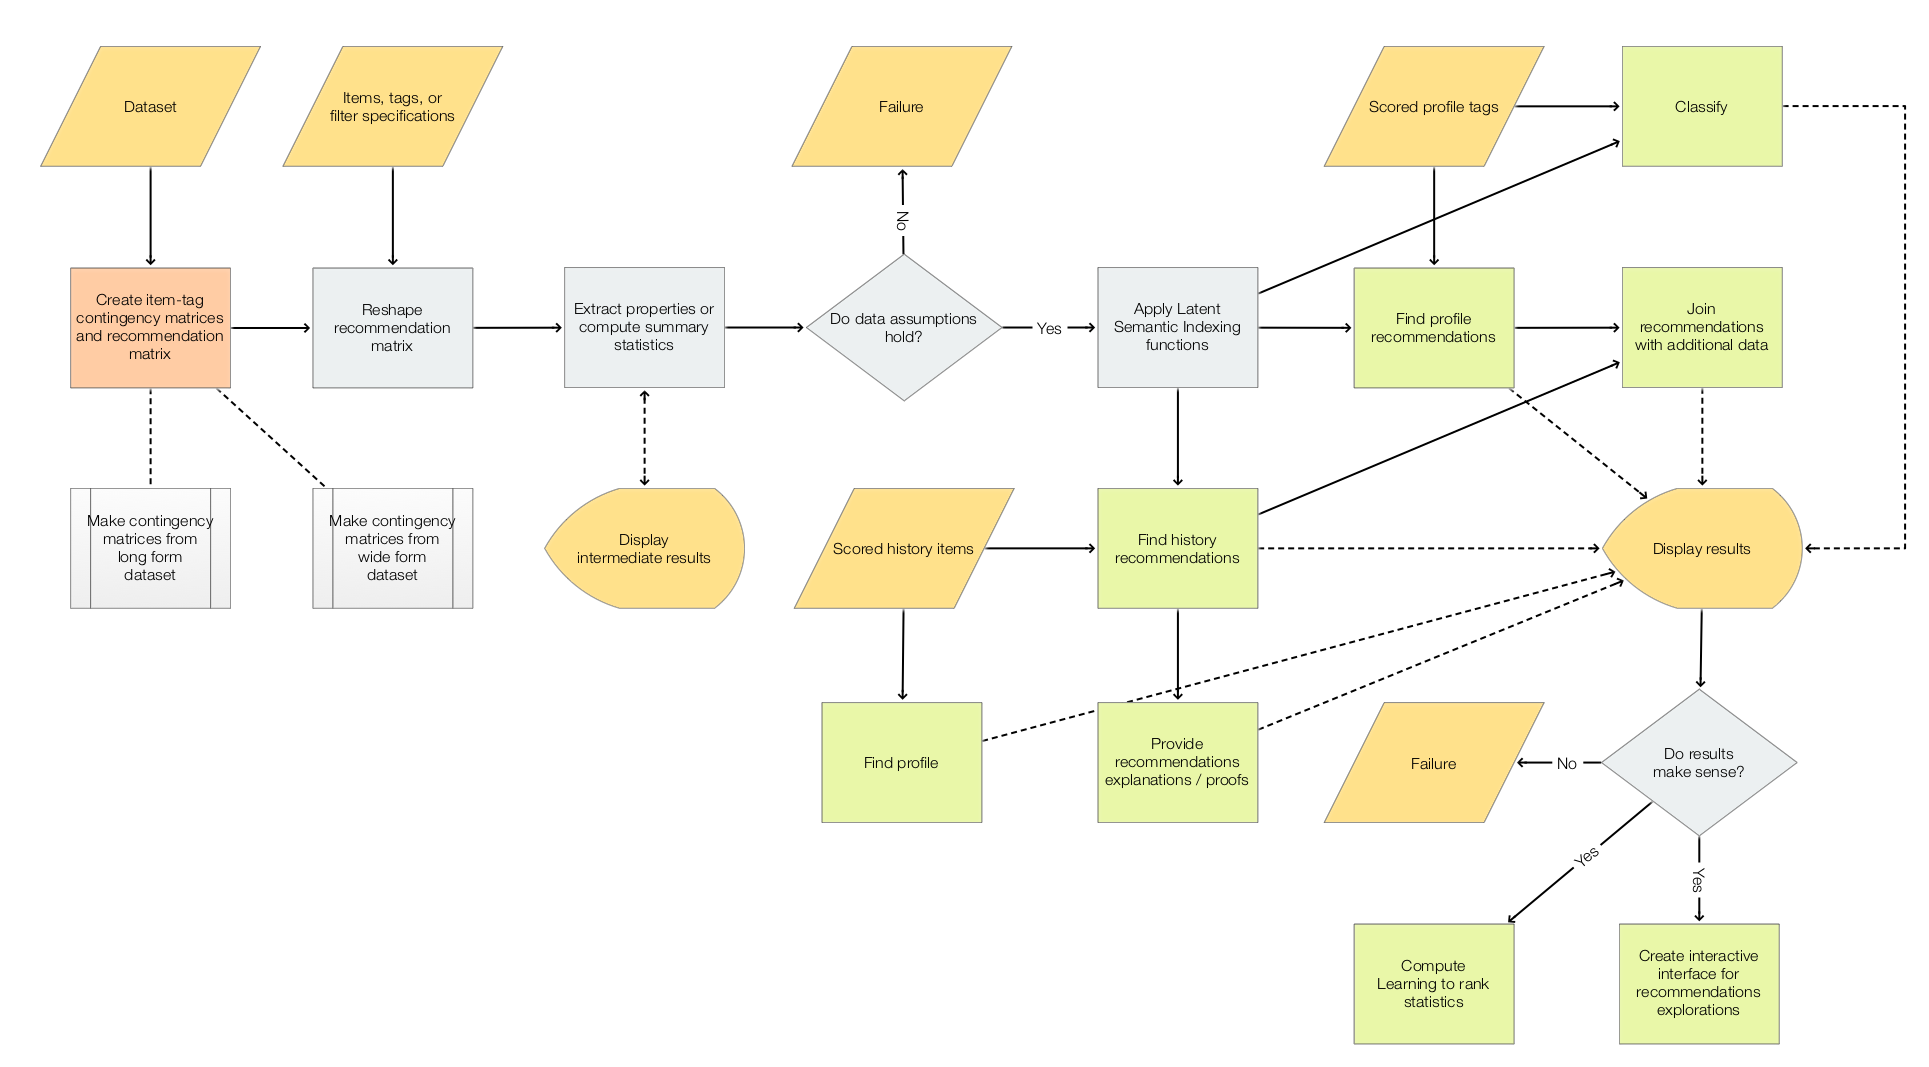 Dataset
Items, tags, or
filter specifications
Failure
Scored profile tags
Classify
No
Create item-tag
contingency matrices
and recommendation
matrix
Reshape
recommendation
matrix
Extract properties or
compute summary
statistics
Do data assumptions
hold?
Yes
Apply Latent
Semantic Indexing
functions
Find profile
recommendations
Join
recommendations
with additional data
Make contingency
matrices from
long form
dataset
Make contingency
matrices from
wide form
dataset
Display
intermediate results
Scored history items
Find history
recommendations
Display results
Find profile
Provide
recommendations
explanations / proofs
Failure
No
Do results
make sense?
Yes
Yes
Compute
Learning to rank
statistics
Create interactive
interface for
recommendations
explorations